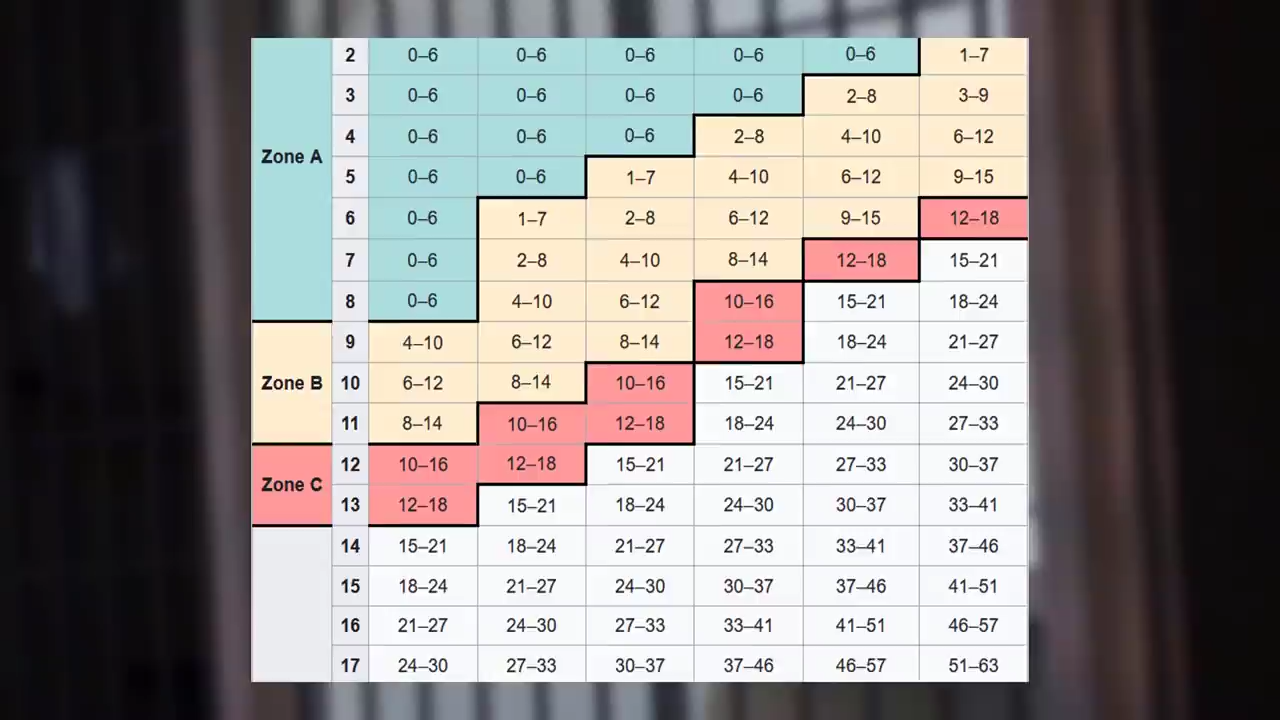 2 0–6 0–6 0–6 0–6 0–6 1–7
3 0–6 0–6 0–6 0–6 2–8 3–9
4 0–6 0–6 0–6 2–8 4–10 6–12
Zone A
5 0–6 0–6 1–7 4–10 6–12 9–15
6 0–6 1–7 2–8 6–12 9–15 12–18
7 0–6 2–8 4–10 8–14 12–18 15–21
8 0–6 4–10 6–12 10–16 15–21 18–24
9 4–10 6–12 8–14 12–18 18–24 21–27
Zone B 10 6–12 8–14 10–16 15–21 21–27 24–30
11 8–14 10–16 12–18 18–24 24–30 27–33
12 10–16 12–18 15–21 21–27 27–33 30–37
Zone C
13 12–18 15–21 18–24 24–30 30–37 33–41
14 15–21 18–24 21–27 27–33 33–41 37–46
15 18–24 21–27 24–30 30–37 37–46 41–51
16 21–27 24–30 27–33 33–41 41–51 46–57
17 24–30 27–33 30–37 37–46 46–57 51–63